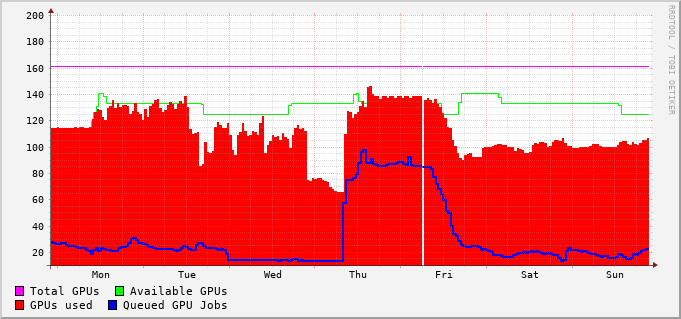 200
180
160
140
120
100
80
60
40
20
Mon Tue Wed Thu Fri Sat Sun
Total GPUs Available GPUs
GPUs used Queued GPU Jobs
RRDTOOL / TOBI OETIKER